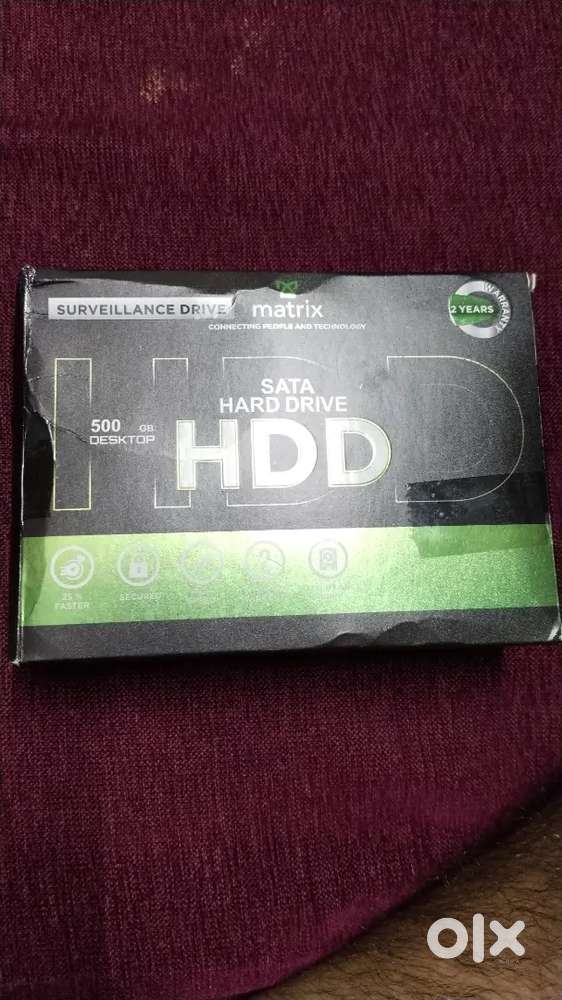 SURVEILLANCE DRIVE
matrix
CONNECTING PEOPLE AND TECHNOLOGY
2 YEARS
WARRANTY
HDD
SATA
HARD DRIVE
500 GB
DESKTOP
HDD
25 %
FASTER
SECURED
olx